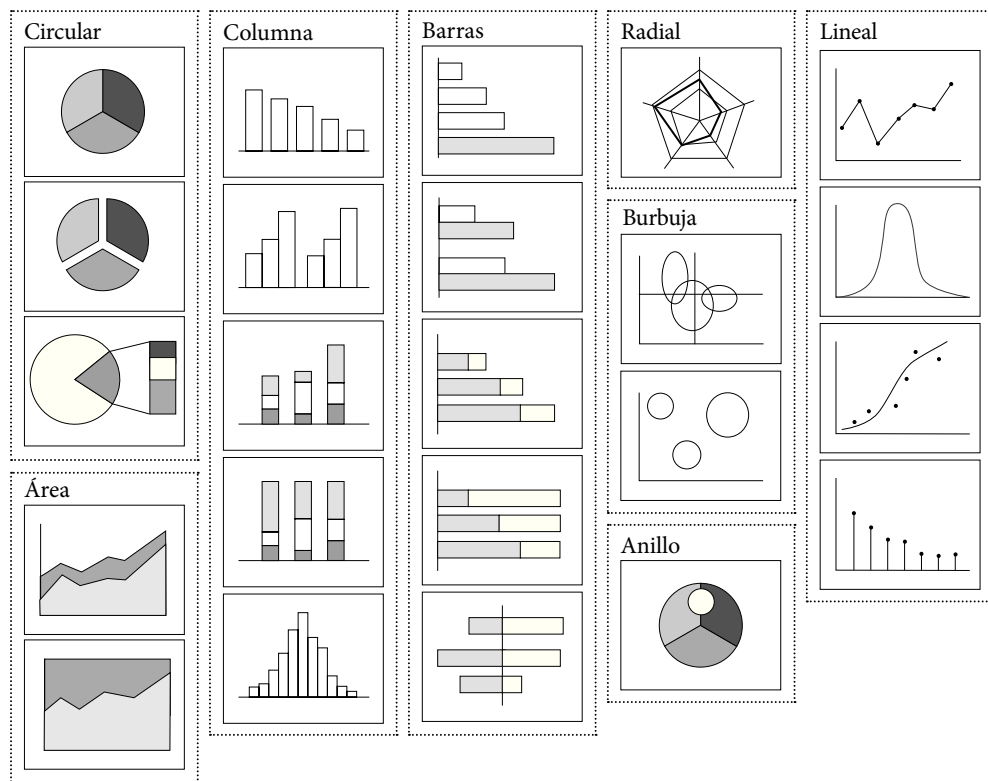 Circular
Columna
Barras
Radial
Lineal
Burbuja
Área
Anillo